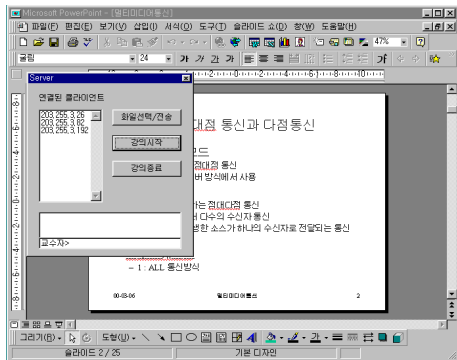 Microsoft PowerPoint - [멀티미디어통신]
파일(F) 편집(E) 보기(V) 삽입(I) 서식(O) 도구(T) 슬라이드 쇼(D) 창(W) 도움말(H)
47%
굴림 24 가 가 가 가
Server
연결된 클라이언트
203,255,3,26
203,255,3,82
203,255,3,192
화일선택/전송
강의시작
강의종료
교수자>
대점 통신과 다점통신
모드
점대점 통신
버 방식에서 사용
하는 점대다점 통신
터 다수의 수신자 통신
생한 소스가 하나의 수신자로 전달되는 통신
– 1 : ALL 통신방식
00-03-06 멀티미디어통신 2
그리기(R) 도형(U)
슬라이드 2 / 25 기본 디자인